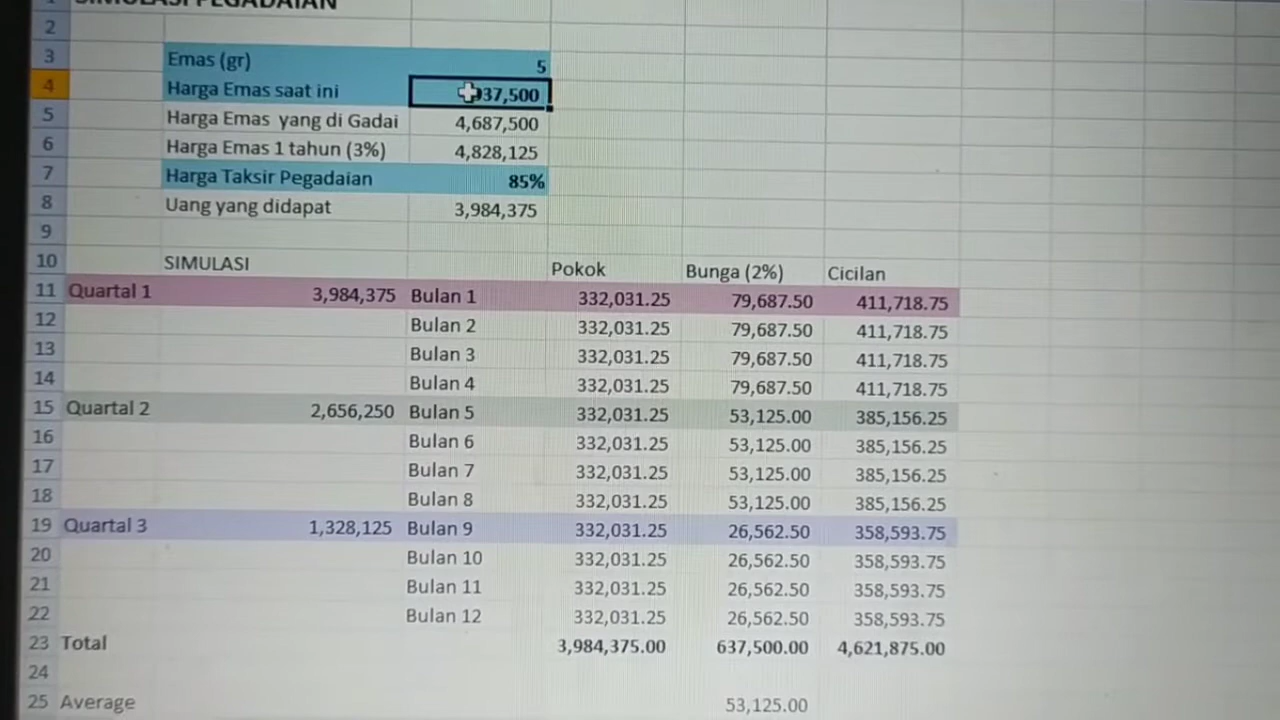 1 SIMULASI PEGADAIAN
2
3 Emas (gr) 5
4 Harga Emas saat ini 937,500
5 Harga Emas yang di Gadai 4,687,500
6 Harga Emas 1 tahun (3%) 4,828,125
7 Harga Taksir Pegadaian 85%
8 Uang yang didapat 3,984,375
9
10 SIMULASI Pokok Bunga (2%) Cicilan
11 Quartal 1 3,984,375 Bulan 1 332,031.25 79,687.50 411,718.75
12 Bulan 2 332,031.25 79,687.50 411,718.75
13 Bulan 3 332,031.25 79,687.50 411,718.75
14 Bulan 4 332,031.25 79,687.50 411,718.75
15 Quartal 2 2,656,250 Bulan 5 332,031.25 53,125.00 385,156.25
16 Bulan 6 332,031.25 53,125.00 385,156.25
17 Bulan 7 332,031.25 53,125.00 385,156.25
18 Bulan 8 332,031.25 53,125.00 385,156.25
19 Quartal 3 1,328,125 Bulan 9 332,031.25 26,562.50 358,593.75
20 Bulan 10 332,031.25 26,562.50 358,593.75
21 Bulan 11 332,031.25 26,562.50 358,593.75
22 Bulan 12 332,031.25 26,562.50 358,593.75
23 Total 3,984,375.00 637,500.00 4,621,875.00
24
25 Average 53,125.00